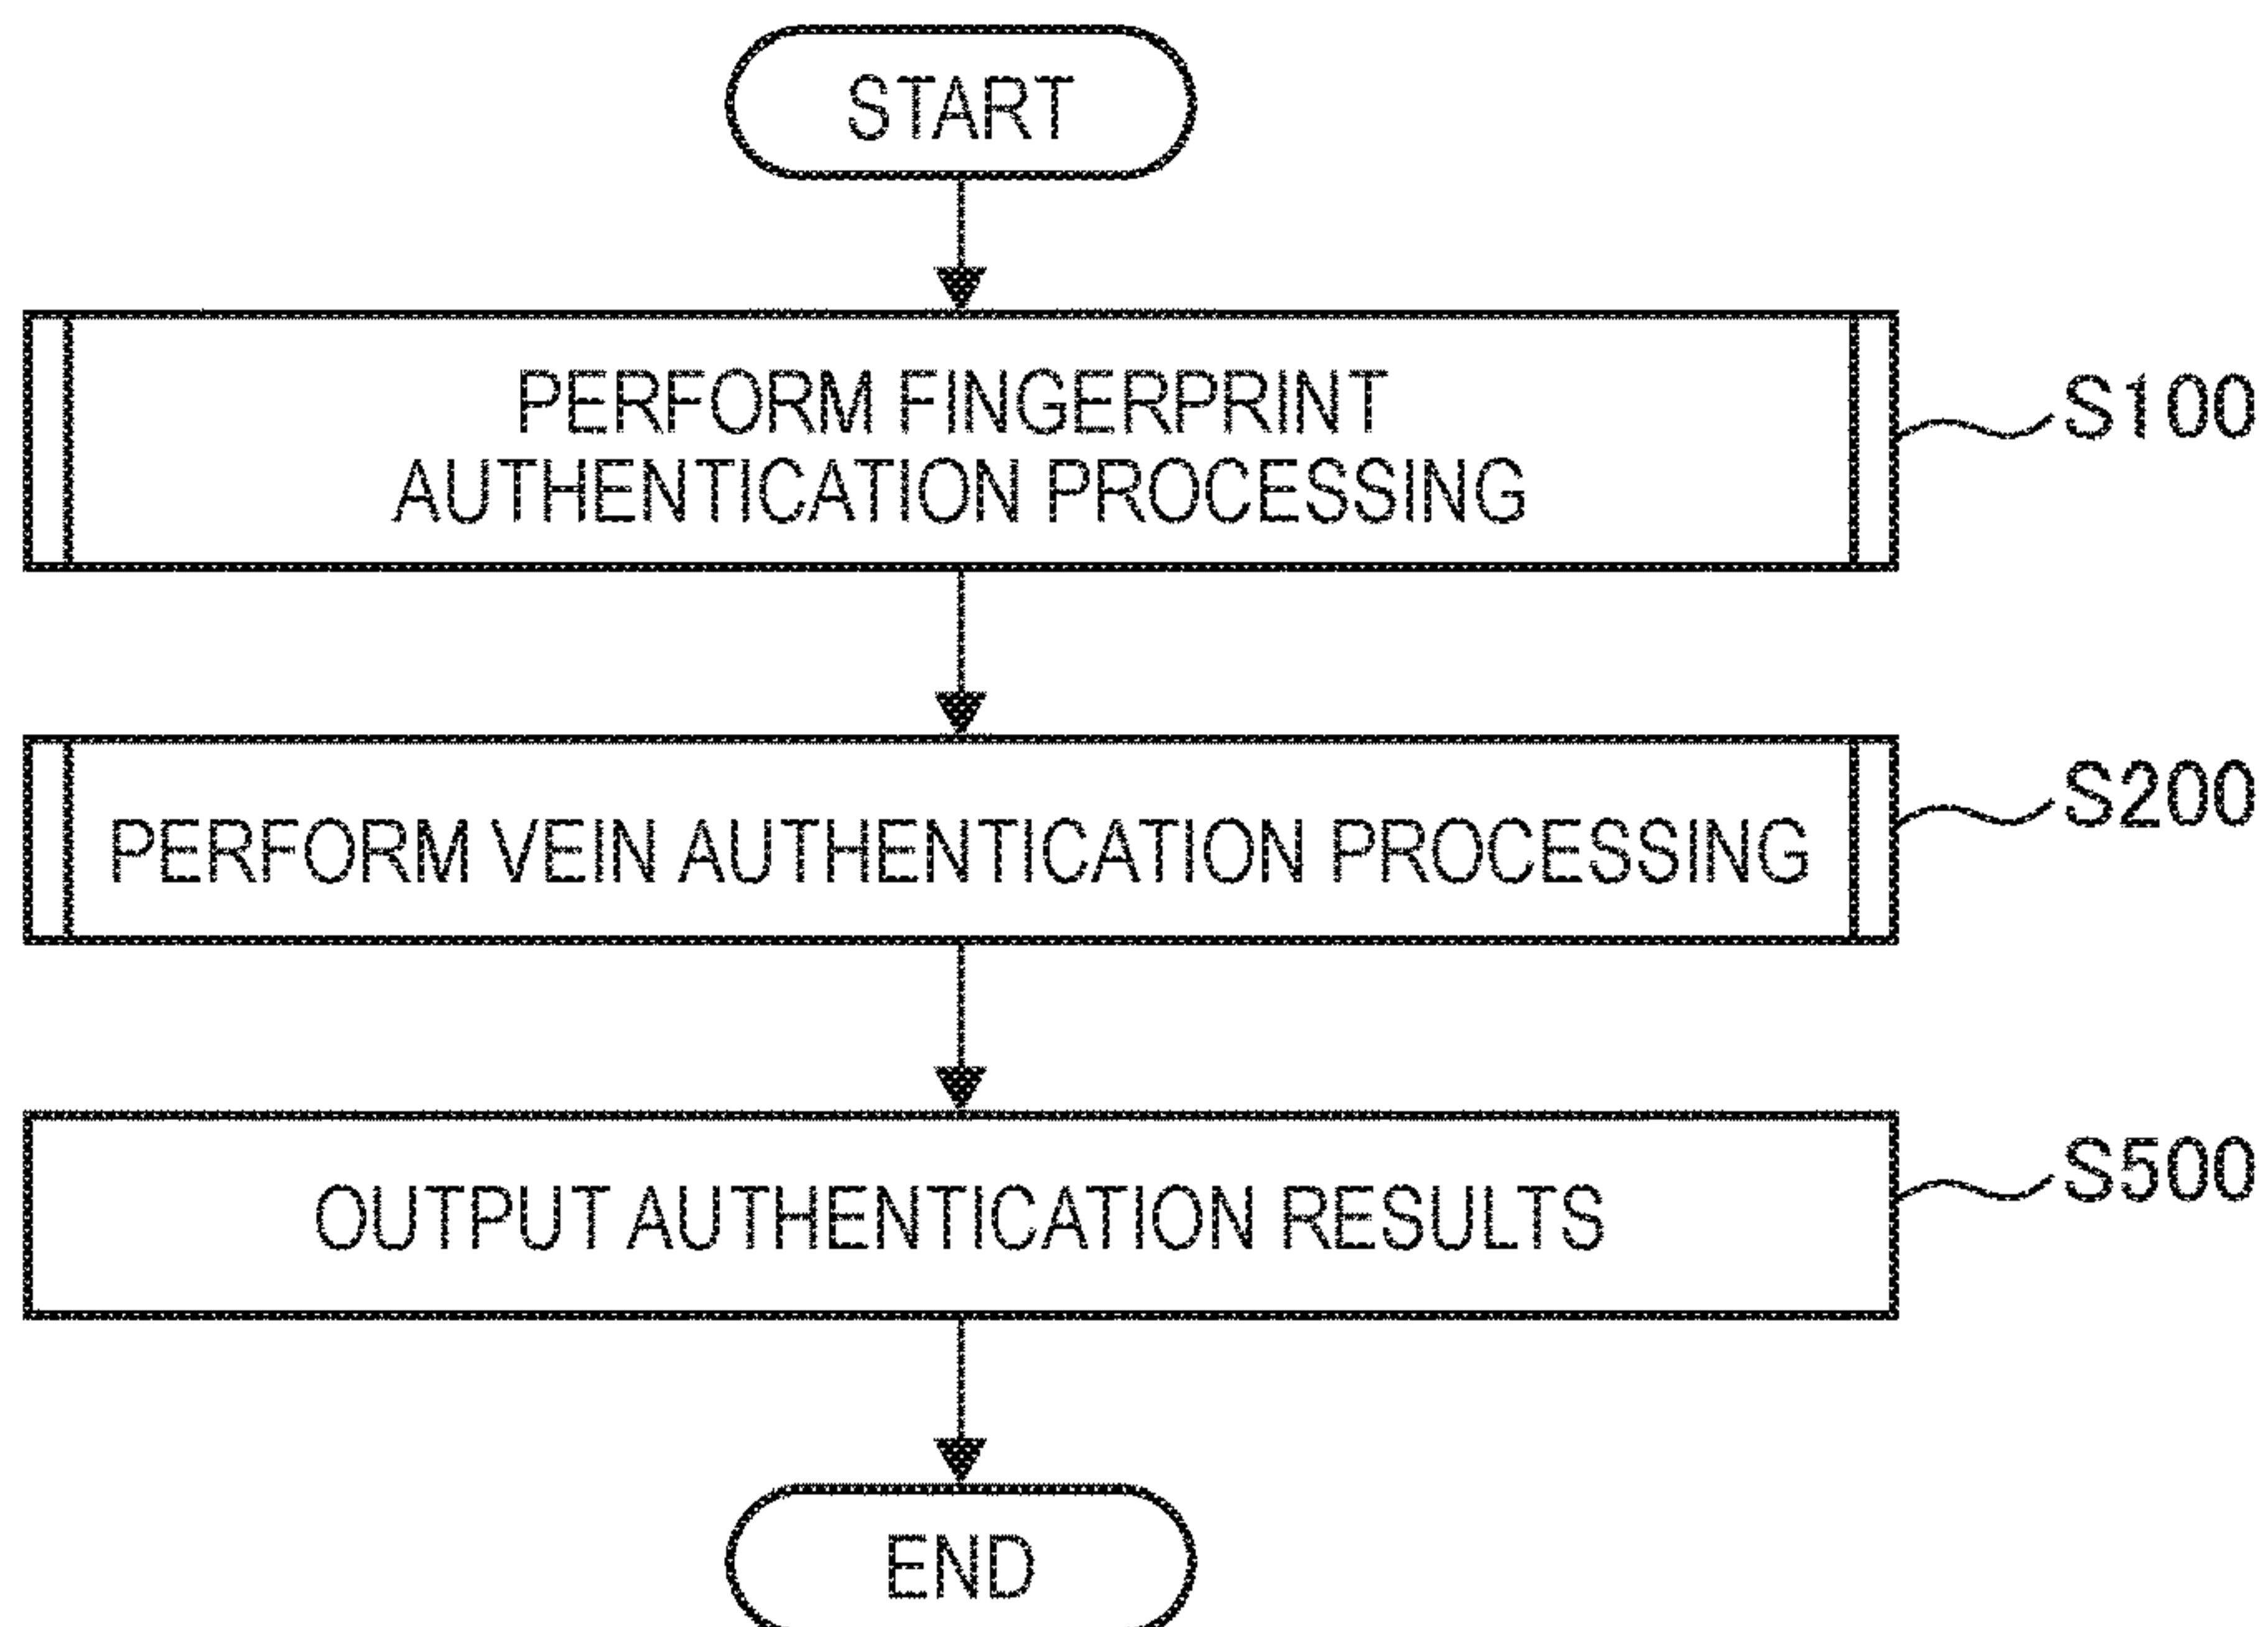 START
PERFORM FINGERPRINT
AUTHENTICATION PROCESSING
S100
PERFORM VEIN AUTHENTICATION PROCESSING
S200
OUTPUT AUTHENTICATION RESULTS
S500
END